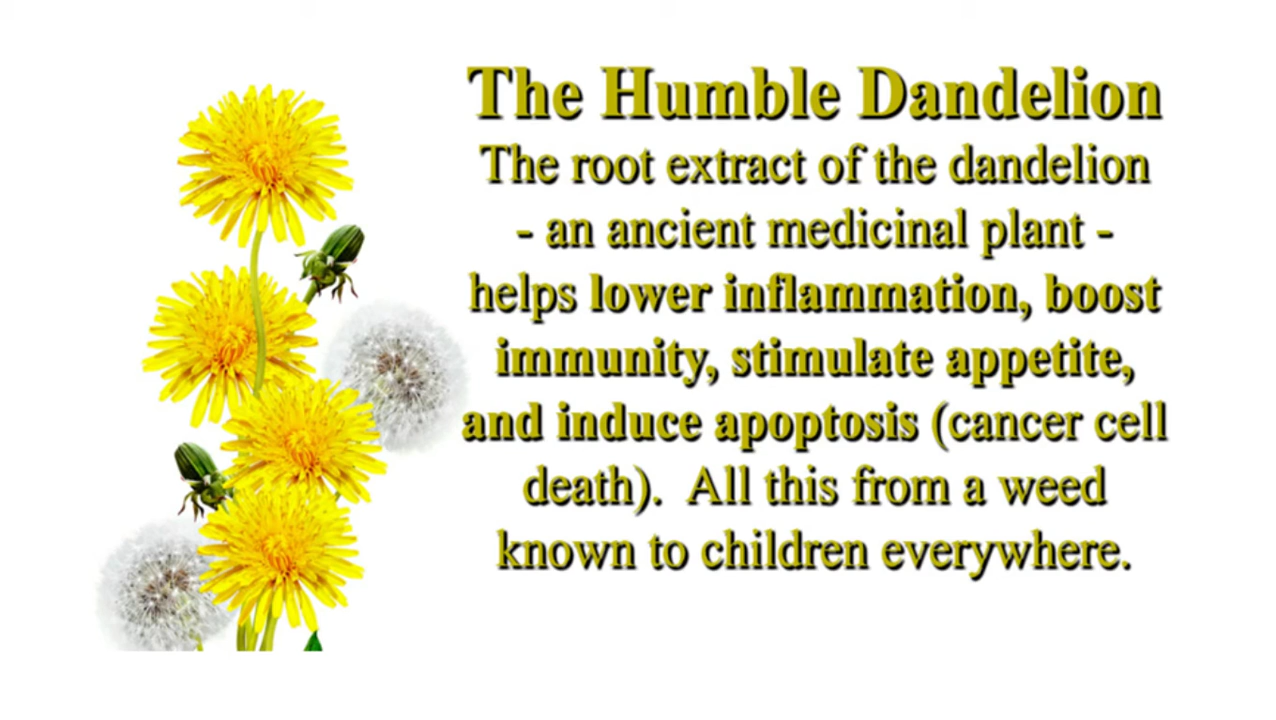 The Humble Dandelion
The root extract of the dandelion
- an ancient medicinal plant -
helps lower inflammation, boost
immunity, stimulate appetite,
and induce apoptosis (cancer cell
death).  All this from a weed
known to children everywhere.